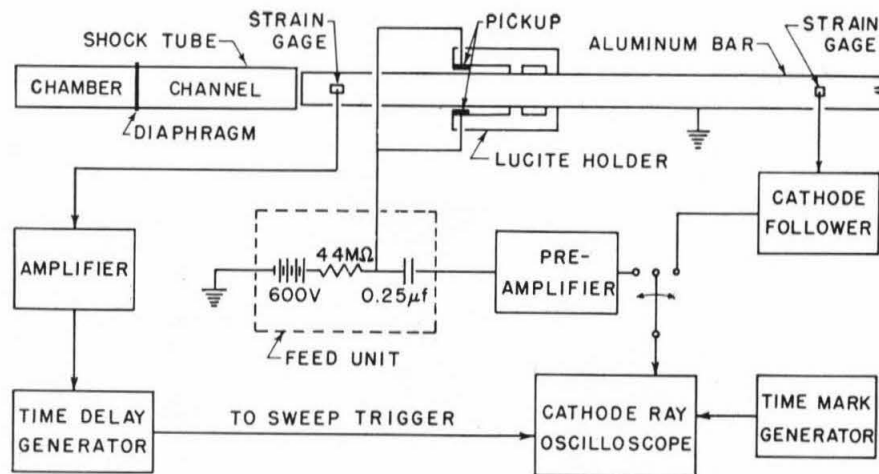 STRAIN
GAGE
PICKUP
STRAIN
GAGE
SHOCK TUBE
ALUMINUM BAR
CHAMBER
CHANNEL
DIAPHRAGM
LUCITE HOLDER
CATHODE
FOLLOWER
AMPLIFIER
44MΩ
600V
0.25μf
PRE-
AMPLIFIER
FEED UNIT
TIME DELAY
GENERATOR
TO SWEEP TRIGGER
CATHODE RAY
OSCILLOSCOPE
TIME MARK
GENERATOR